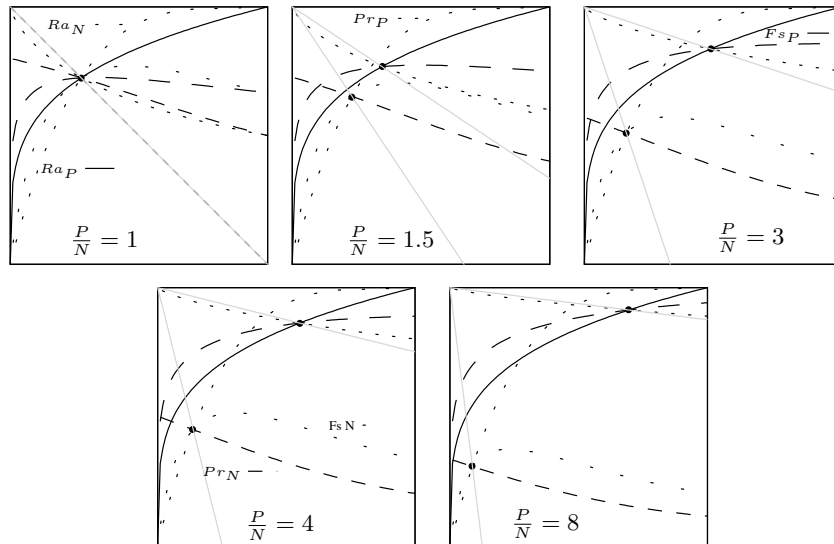 Ra_N
Ra_P
P/N = 1
Pr_P
P/N = 1.5
Fs_P
P/N = 3
Pr_N
P/N = 4
Fs N
P/N = 8